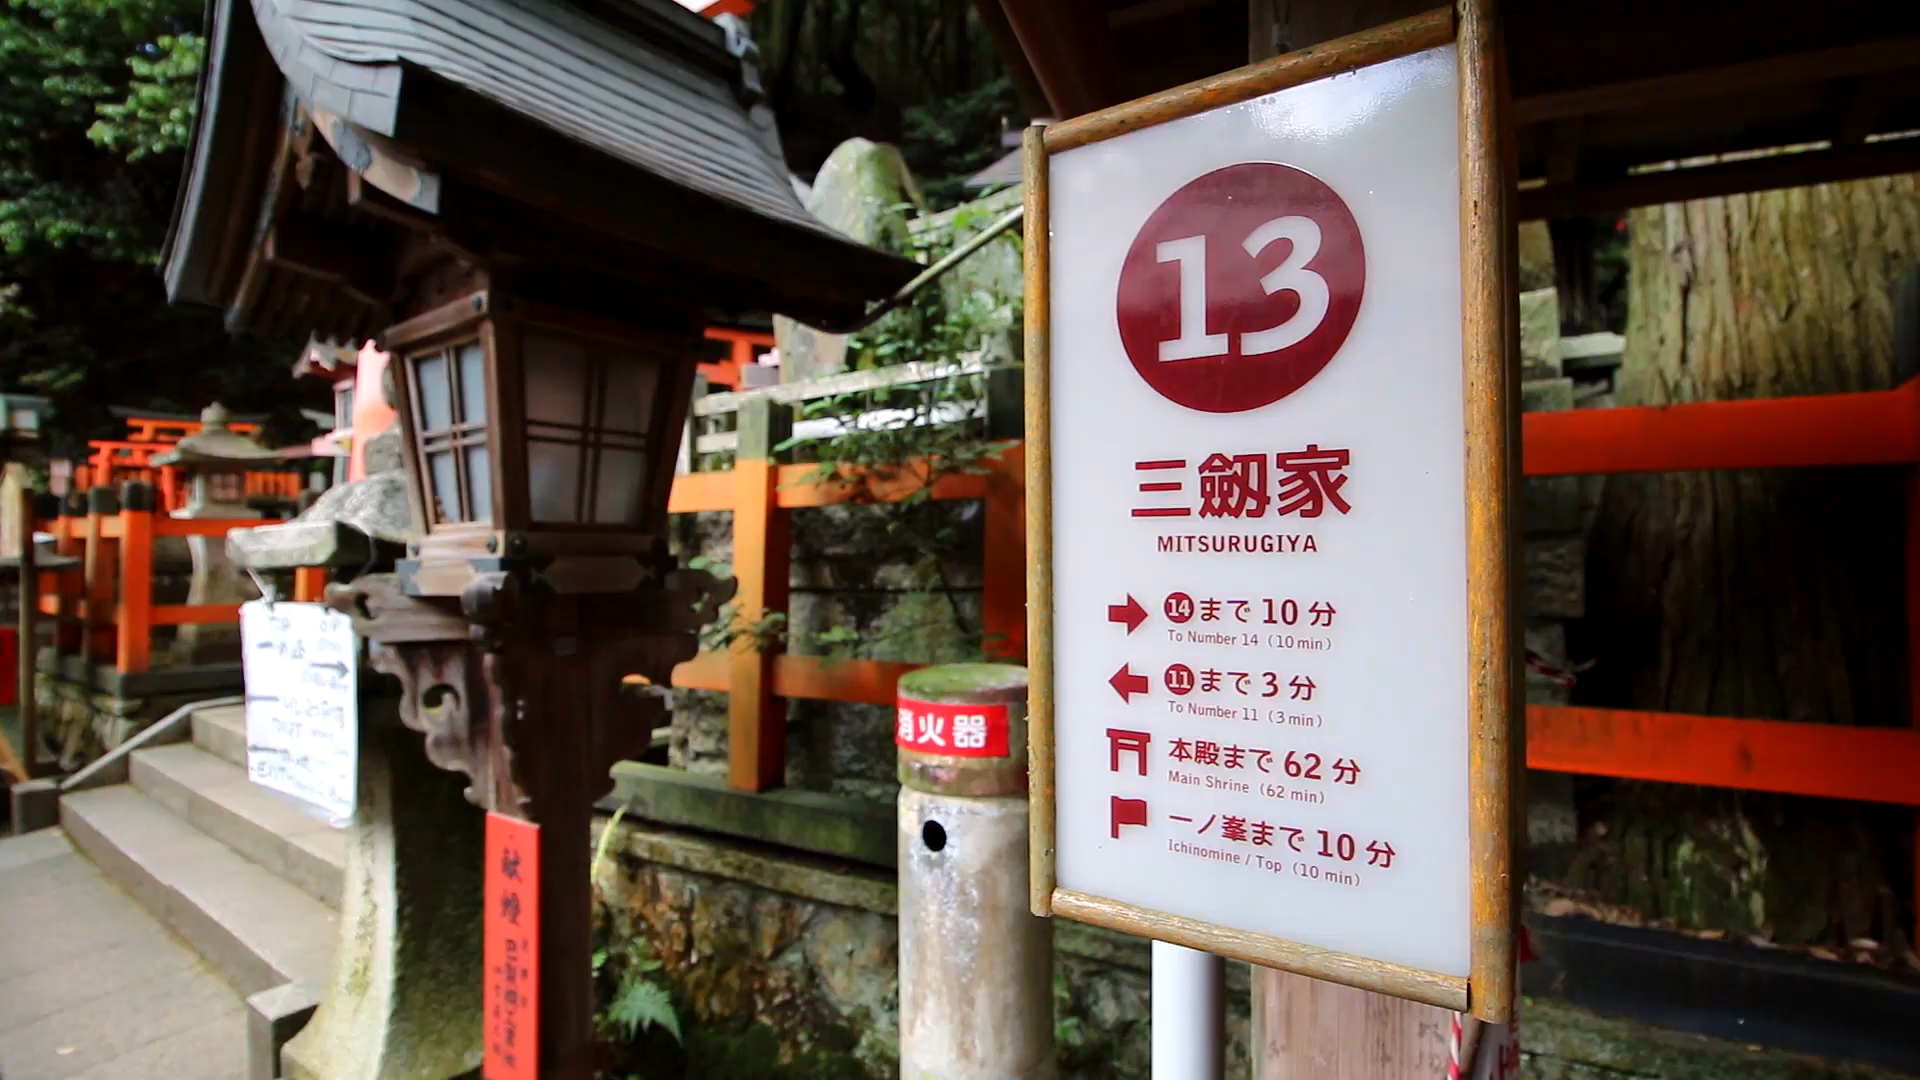 13
三劔家
MITSURUGIYA
14まで 10 分
To Number 14（10 min）
11まで 3 分
To Number 11（3 min）
本殿まで 62 分
Main Shrine（62 min）
一ノ峯まで 10 分
Ichinomine / Top（10 min）
消火器
献燈